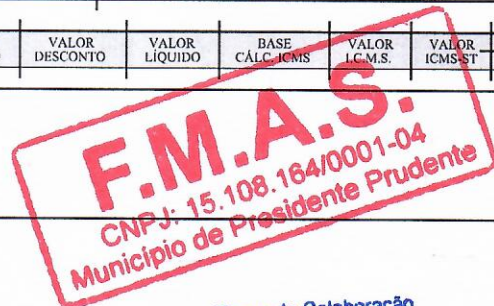 VALOR DESCONTO VALOR LÍQUIDO BASE CÁLC. ICMS VALOR I.C.M.S. VALOR ICMS-ST
F.M.A.S.
CNPJ: 15.108.164/0001-04
Município de Presidente Prudente
Colaboração